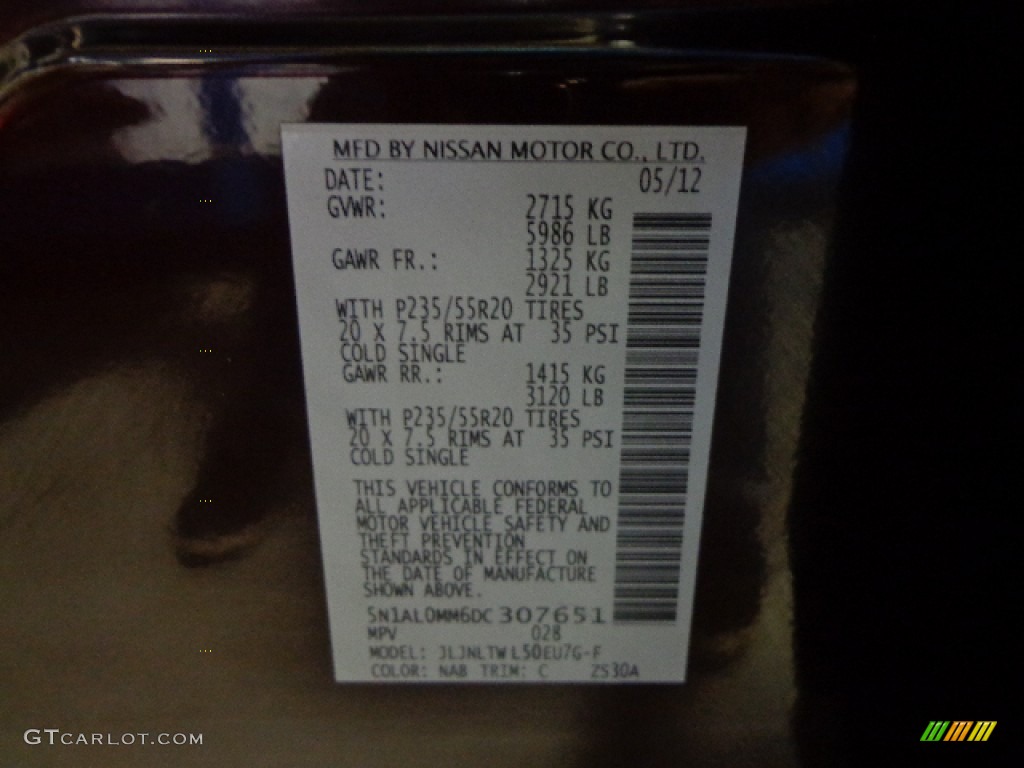 MFD BY NISSAN MOTOR CO., LTD.
DATE: 05/12
GVWR: 2715 KG
5986 LB
GAWR FR.: 1325 KG
2921 LB
WITH P235/55R20 TIRES
20 X 7.5 RIMS AT 35 PSI
COLD SINGLE
GAWR RR.: 1415 KG
3120 LB
WITH P235/55R20 TIRES
20 X 7.5 RIMS AT 35 PSI
COLD SINGLE
THIS VEHICLE CONFORMS TO
ALL APPLICABLE FEDERAL
MOTOR VEHICLE SAFETY AND
THEFT PREVENTION
STANDARDS IN EFFECT ON
THE DATE OF MANUFACTURE
SHOWN ABOVE.
5N1AL0MM6DC 307651
MPV 028
MODEL:
COLOR: NAB TRIM: C ZS30A
GTCARLOT.COM